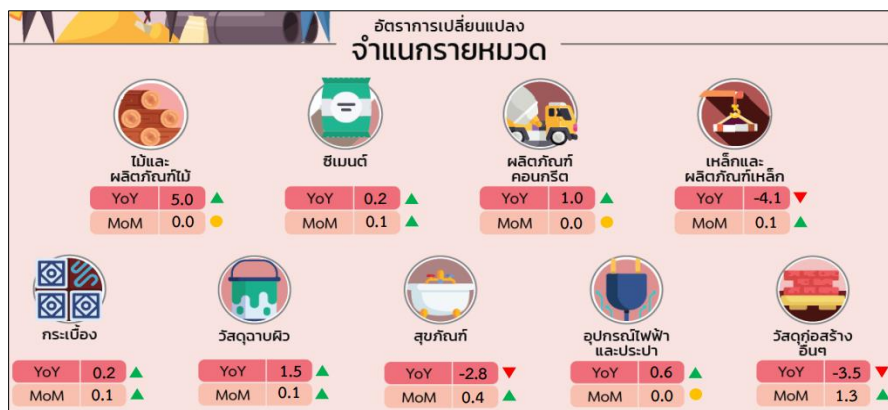 อัตราการเปลี่ยนแปลง
จำแนกรายหมวด
ไม้และ
ผลิตภัณฑ์ไม้
YoY 5.0
MoM 0.0
ซีเมนต์
YoY 0.2
MoM 0.1
ผลิตภัณฑ์
คอนกรีต
YoY 1.0
MoM 0.0
เหล็กและ
ผลิตภัณฑ์เหล็ก
YoY -4.1
MoM 0.1
กระเบื้อง
YoY 0.2
MoM 0.1
วัสดุฉาบผิว
YoY 1.5
MoM 0.1
สุขภัณฑ์
YoY -2.8
MoM 0.4
อุปกรณ์ไฟฟ้า
และประปา
YoY 0.6
MoM 0.0
วัสดุก่อสร้าง
อื่นๆ
YoY -3.5
MoM 1.3